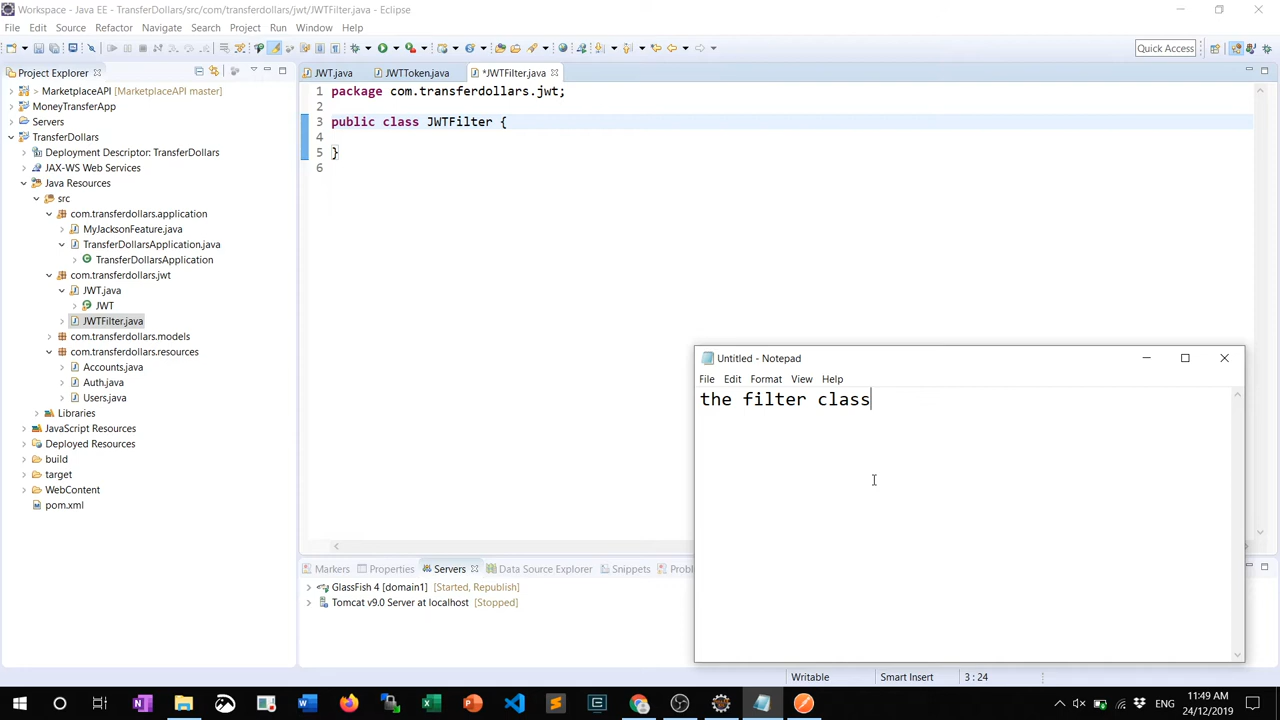 Workspace - Java EE - TransferDollars/src/com/transferdollars/jwt/JWTFilter.java - Eclipse
File Edit Source Refactor Navigate Search Project Run Window Help
Quick Access
Project Explorer
JWT.java JWTToken.java *JWTFilter.java
> MarketplaceAPI [MarketplaceAPI master]
MoneyTransferApp
Servers
TransferDollars
Deployment Descriptor: TransferDollars
JAX-WS Web Services
Java Resources
src
com.transferdollars.application
MyJacksonFeature.java
TransferDollarsApplication.java
TransferDollarsApplication
com.transferdollars.jwt
JWT.java
JWT
JWTFilter.java
com.transferdollars.models
com.transferdollars.resources
Accounts.java
Auth.java
Users.java
Libraries
JavaScript Resources
Deployed Resources
build
target
WebContent
pom.xml
1 package com.transferdollars.jwt;
2
3 public class JWTFilter {
4
5 }
6
Untitled - Notepad
File Edit Format View Help
the filter class
Markers Properties Servers Data Source Explorer Snippets Probl
GlassFish 4 [domain1] [Started, Republish]
Tomcat v9.0 Server at localhost [Stopped]
Writable Smart Insert 3 : 24
ENG
11:49 AM
24/12/2019